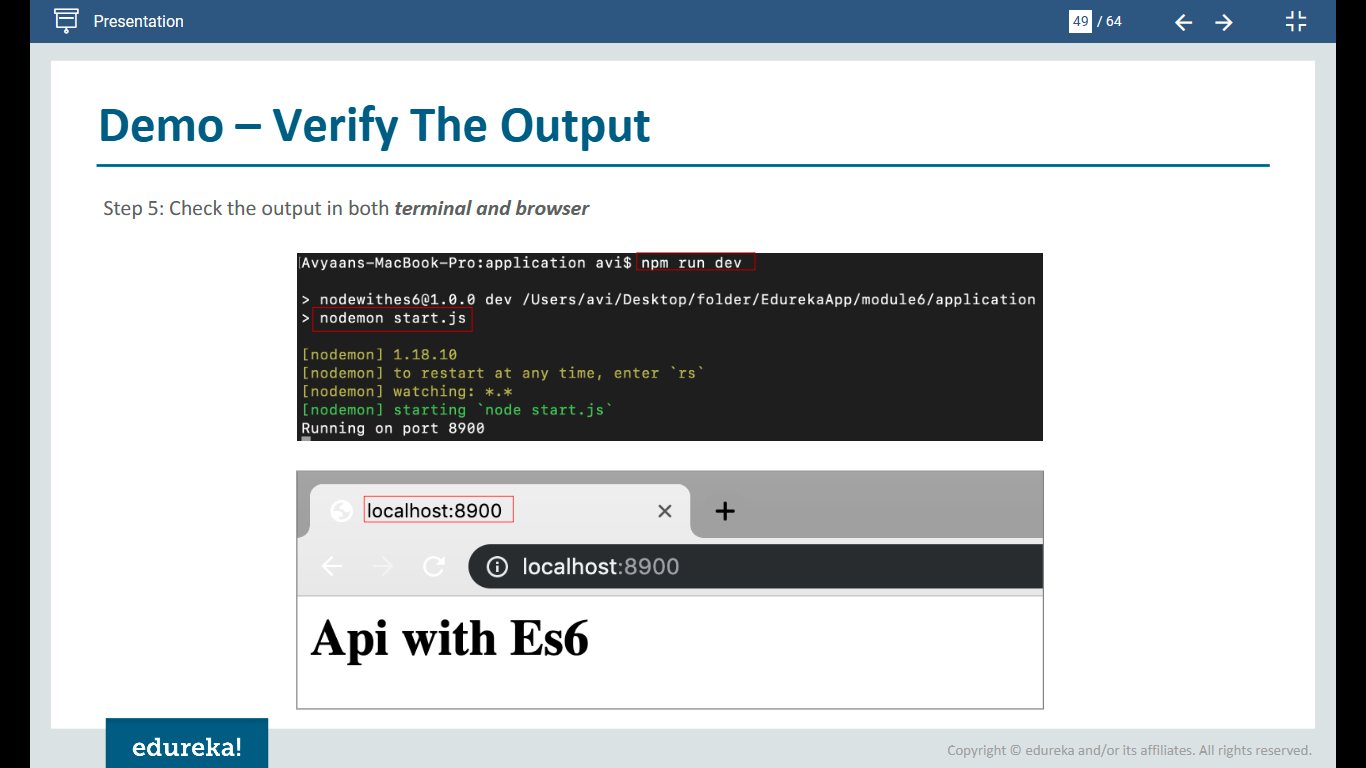 Presentation
49 / 64
Demo – Verify The Output
Step 5: Check the output in both terminal and browser
Avyaans-MacBook-Pro:application avi$ npm run dev
> nodewithes6@1.0.0 dev /Users/avi/Desktop/folder/EdurekaApp/module6/application
> nodemon start.js
[nodemon] 1.18.10
[nodemon] to restart at any time, enter `rs`
[nodemon] watching: *.*
[nodemon] starting `node start.js`
Running on port 8900
localhost:8900
localhost:8900
Api with Es6
edureka!
Copyright © edureka and/or its affiliates. All rights reserved.